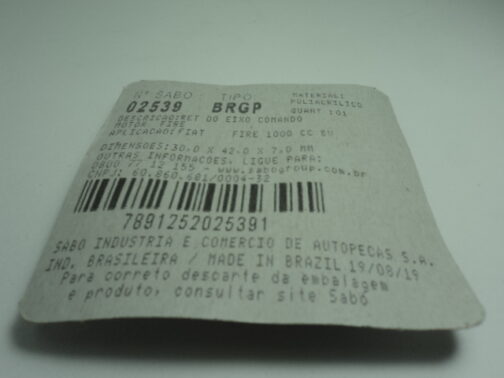 Nº SABO TIPO: MATERIAL:
02539 BRGP POLIACRILICO
QUANT :01
DESCRICAO:RET DO EIXO COMANDO
MOTOR FIRE
APLICACAO:FIAT FIRE 1000 CC 8V
DIMENSOES:30,0 X 42,0 X 7,0 MM
OUTRAS INFORMACOES, LIGUE PARA:
0800 77 12 155 - www.sabogroup.com.br
CNPJ: 60.860.681/0004-32
7891252025391
SABO INDUSTRIA E COMERCIO DE AUTOPECAS S.A.
IND. BRASILEIRA / MADE IN BRAZIL 19/08/19
Para correto descarte da embalagem
e produto, consultar site Sabó